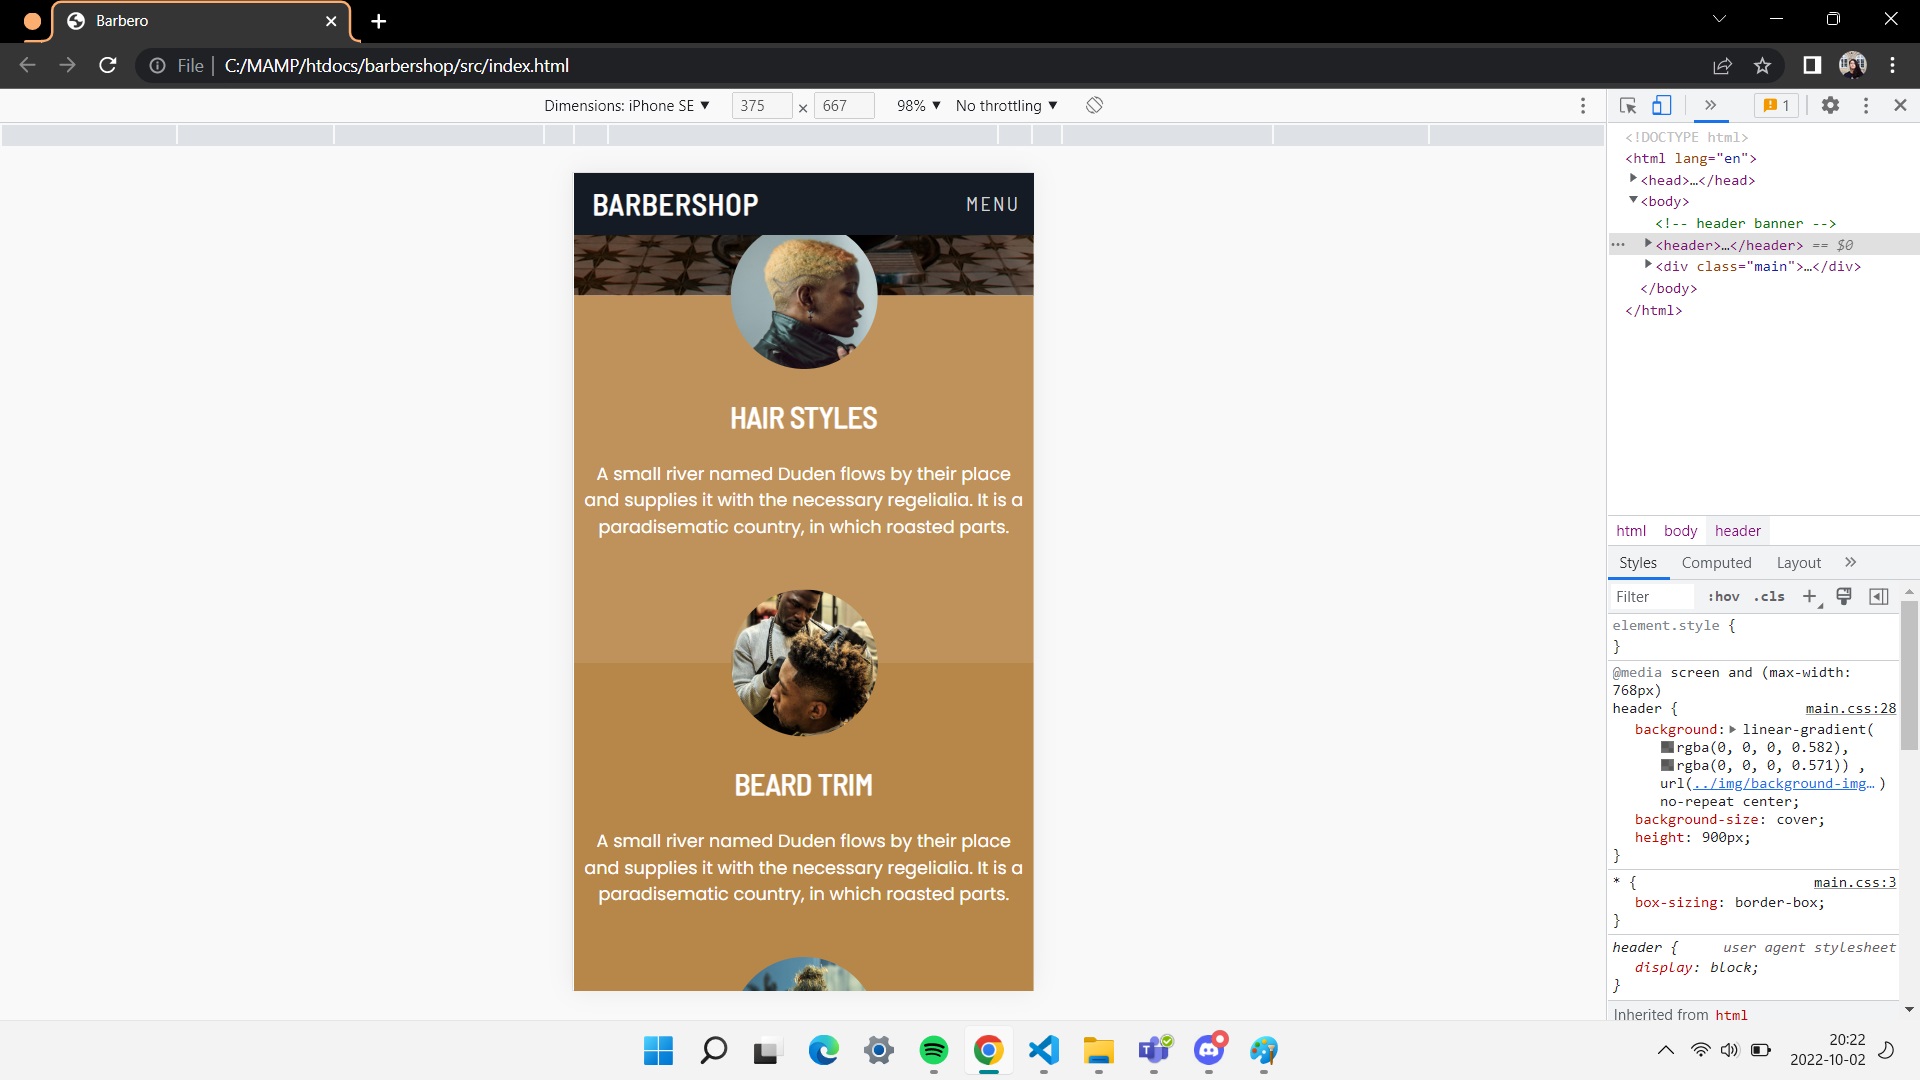 Barbero
File
C:/MAMP/htdocs/barbershop/src/index.html
Dimensions: iPhone SE ▼ 375 × 667 98% ▼ No throttling ▼
1
BARBERSHOP MENU
HAIR STYLES
A small river named Duden flows by their place
and supplies it with the necessary regelialia. It is a
paradisematic country, in which roasted parts.
BEARD TRIM
A small river named Duden flows by their place
and supplies it with the necessary regelialia. It is a
paradisematic country, in which roasted parts.
<!DOCTYPE html>
<html lang="en">
<head>…</head>
<body>
<!-- header banner -->
<header>…</header> == $0
<div class="main">…</div>
</body>
</html>
html body header
Styles Computed Layout »
Filter :hov .cls +
element.style {
}
@media screen and (max-width:
768px)
header { main.css:28
background: linear-gradient(
rgba(0, 0, 0, 0.582),
rgba(0, 0, 0, 0.571)) ,
url(../img/background-img…)
no-repeat center;
background-size: cover;
height: 900px;
}
* { main.css:3
box-sizing: border-box;
}
header { user agent stylesheet
display: block;
}
Inherited from html
20:22
2022-10-02